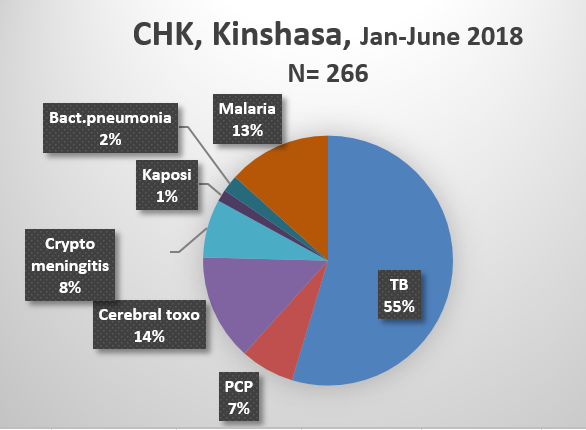 CHK, Kinshasa, Jan-June 2018
N= 266
Malaria
13%
Bact.pneumonia
2%
Kaposi
1%
Crypto
meningitis
8%
Cerebral toxo
14%
PCP
7%
TB
55%